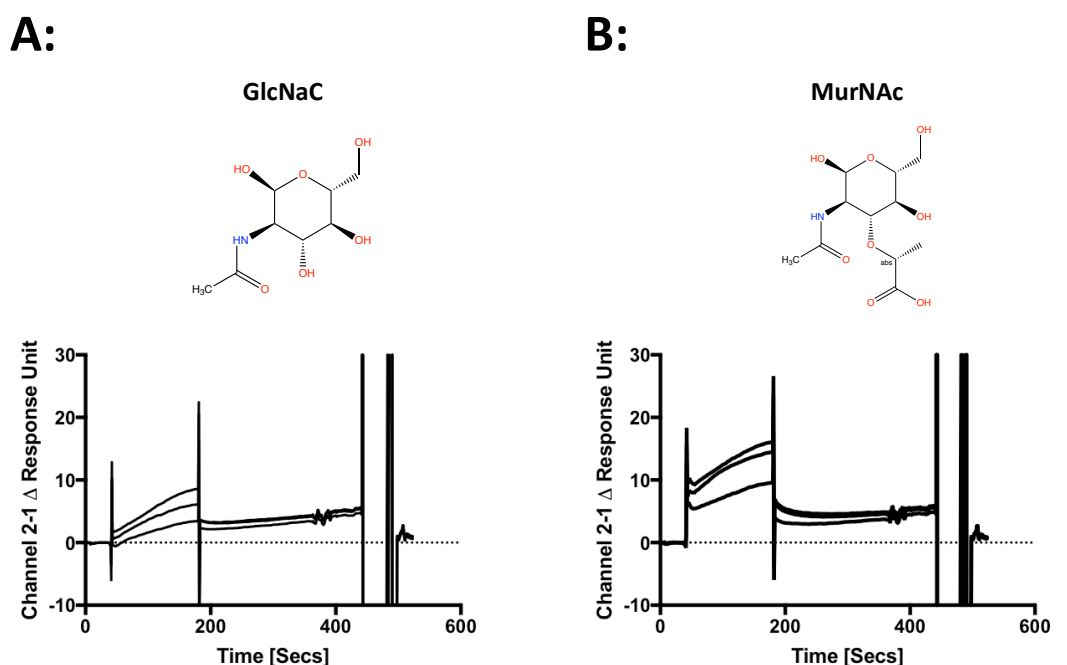 A:
B:
GlcNaC
MurNAc
OH
HO
O
HN
OH
OH
H3C
O
OH
HO
O
HN
OH
O
H3C
O
abs
O
OH
Channel 2-1 Δ Response Unit
30
20
10
0
-10
0
200
400
600
Time [Secs]
Channel 2-1 Δ Response Unit
30
20
10
0
-10
0
200
400
600
Time [Secs]